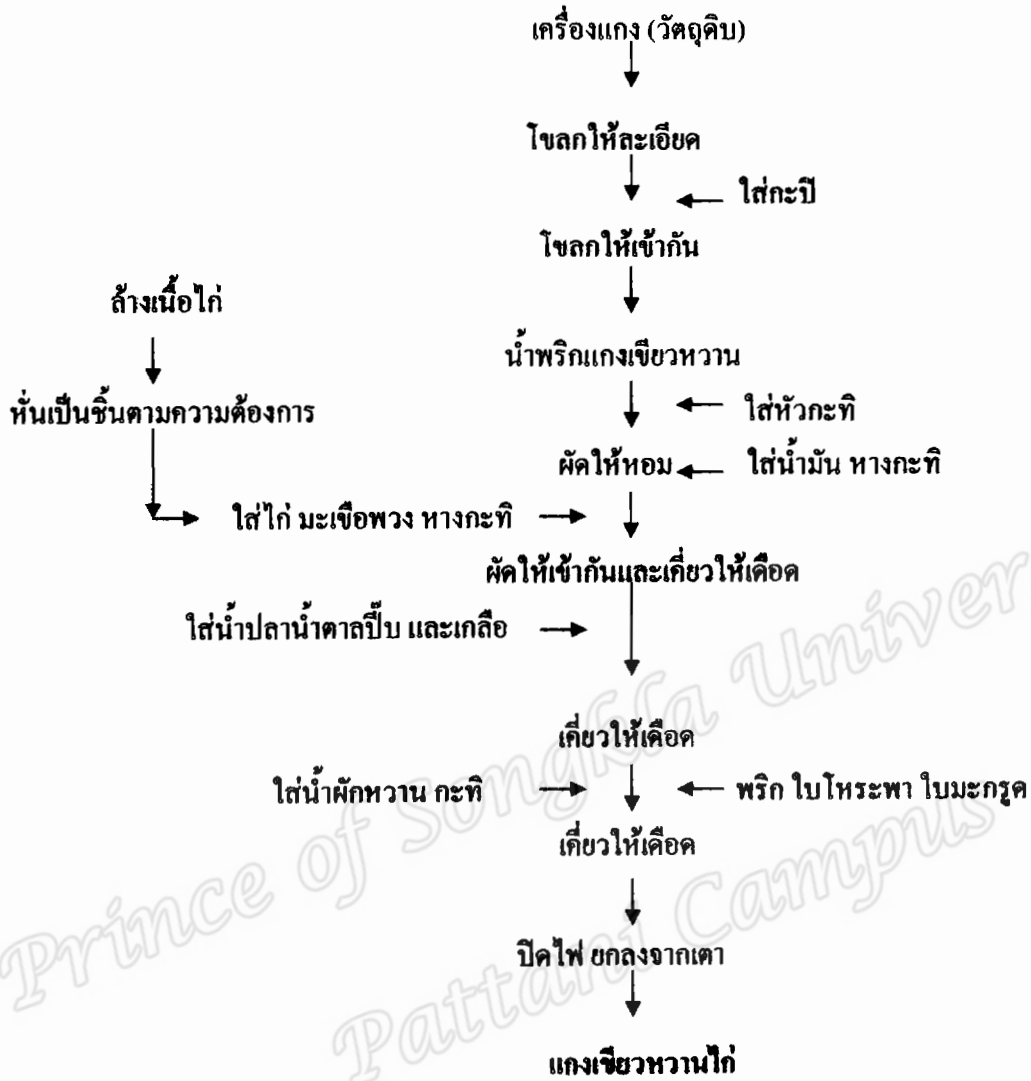 เครื่องแกง (วัตถุดิบ)
โขลกให้ละเอียด
ใส่กะปิ
โขลกให้เข้ากัน
ล้างเนื้อไก่
น้ำพริกแกงเขียวหวาน
หั่นเป็นชิ้นตามความต้องการ
ใส่หัวกะทิ
ผัดให้หอม
ใส่น้ำมัน หางกะทิ
ใส่ไก่ มะเขือพวง หางกะทิ
ผัดให้เข้ากันและเคี่ยวให้เดือด
ใส่น้ำปลาน้ำตาลปี๊บ และเกลือ
เคี่ยวให้เดือด
ใส่น้ำผักหวาน กะทิ
พริก ใบโหระพา ใบมะกรูด
เคี่ยวให้เดือด
ปิดไฟ ยกลงจากเตา
แกงเขียวหวานไก่
Prince of Songkla Univer
Pattani Campus